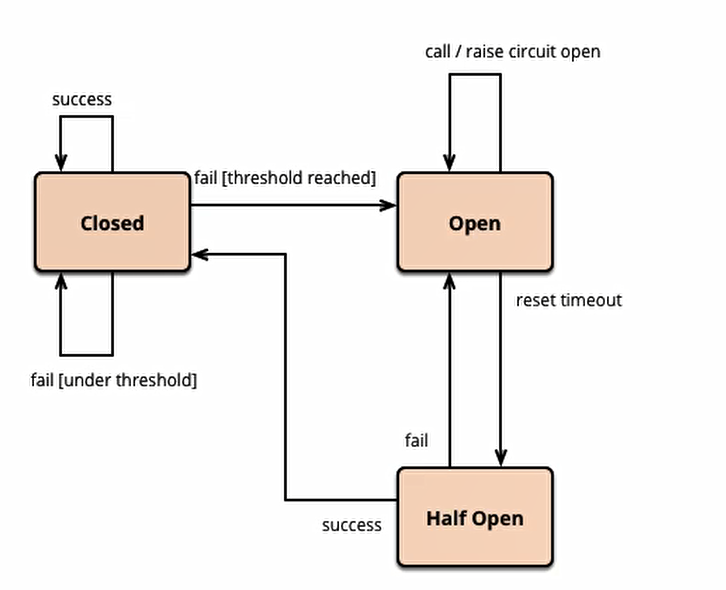 call / raise circuit open
success
fail [threshold reached]
Closed
Open
reset timeout
fail [under threshold]
fail
Half Open
success